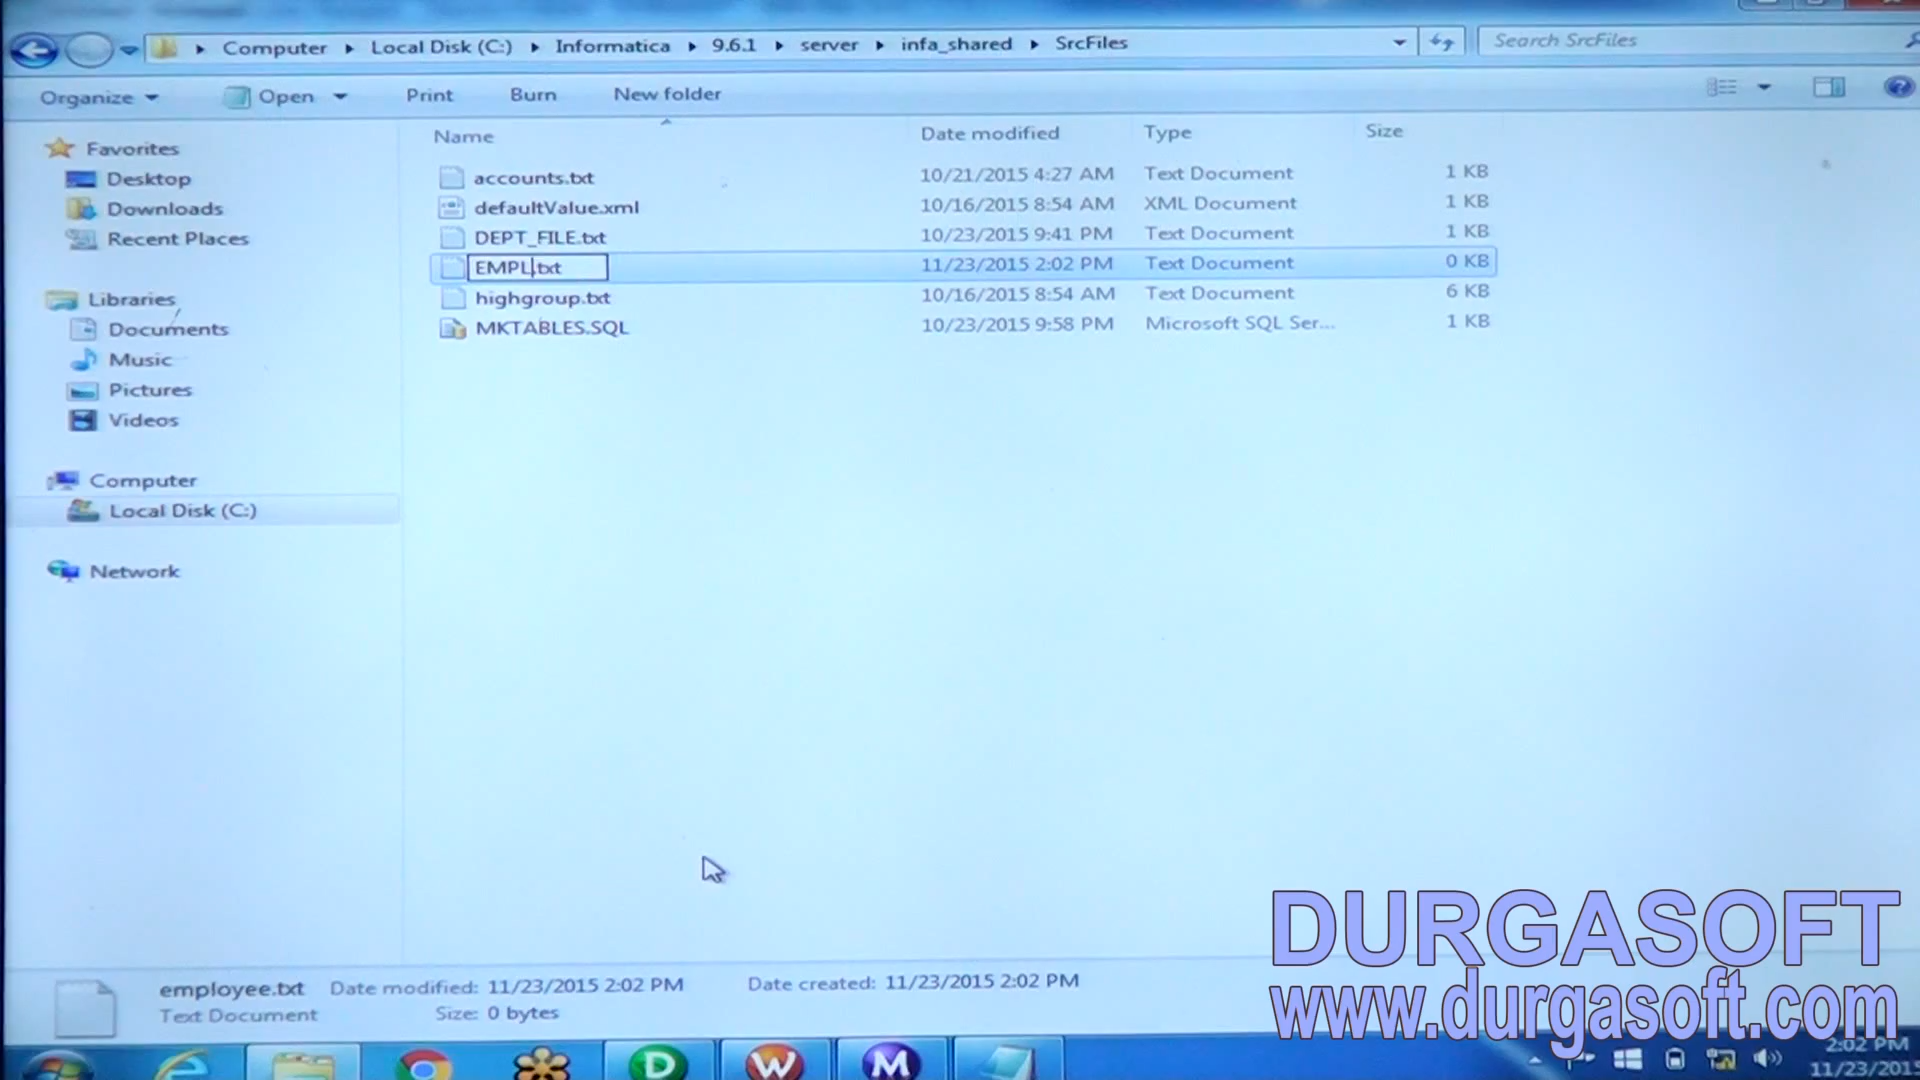 Computer ▸ Local Disk (C:) ▸ Informatica ▸ 9.6.1 ▸ server ▸ infa_shared ▸ SrcFiles
Search SrcFiles
Organize Open Print Burn New folder
Name Date modified Type Size
Favorites
Desktop
Downloads
Recent Places
Libraries
Documents
Music
Pictures
Videos
Computer
Local Disk (C:)
Network
accounts.txt 10/21/2015 4:27 AM Text Document 1 KB
defaultValue.xml 10/16/2015 8:54 AM XML Document 1 KB
DEPT_FILE.txt 10/23/2015 9:41 PM Text Document 1 KB
EMPL.txt 11/23/2015 2:02 PM Text Document 0 KB
highgroup.txt 10/16/2015 8:54 AM Text Document 6 KB
MKTABLES.SQL 10/23/2015 9:58 PM Microsoft SQL Ser... 1 KB
employee.txt Date modified: 11/23/2015 2:02 PM Date created: 11/23/2015 2:02 PM
Text Document Size: 0 bytes
DURGASOFT
www.durgasoft.com
D W M
2:02 PM
11/23/2015